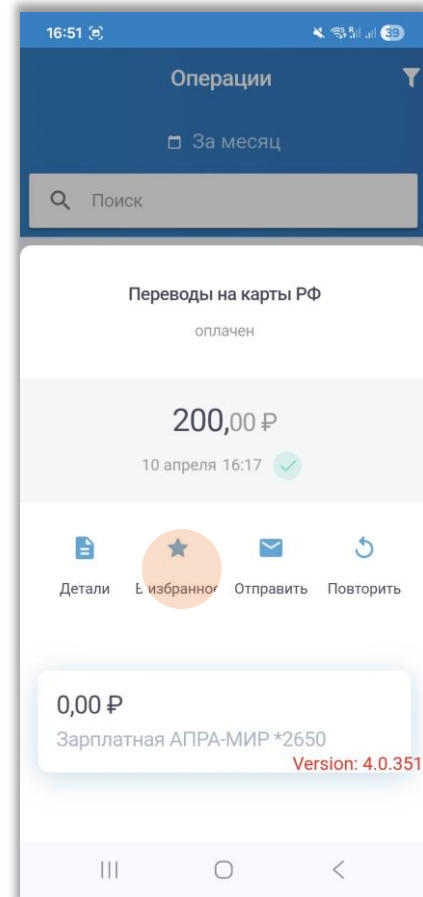 16:51
39
Операции
За месяц
Поиск
Переводы на карты РФ
оплачен
200,00 ₽
10 апреля 16:17
Детали В избранное Отправить Повторить
0,00 ₽
Зарплатная АПРА-МИР *2650
Version: 4.0.351